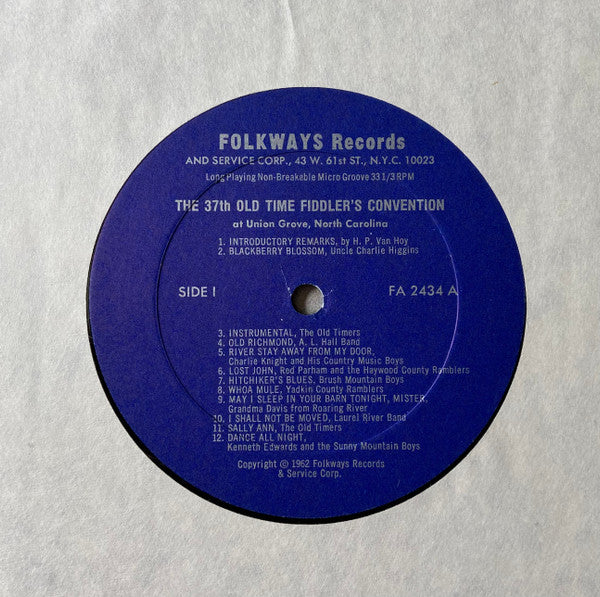 FOLKWAYS Records
AND SERVICE CORP., 43 W. 61st ST., N.Y.C. 10023
Long Playing Non-Breakable Micro Groove 33 1/3 RPM
THE 37th OLD TIME FIDDLER'S CONVENTION
at Union Grove, North Carolina
1. INTRODUCTORY REMARKS, by H. P. Van Hoy
2. BLACKBERRY BLOSSOM, Uncle Charlie Higgins
SIDE I FA 2434 A
3. INSTRUMENTAL, The Old Timers
4. OLD RICHMOND, A. L. Hall Band
5. RIVER STAY AWAY FROM MY DOOR,
Charlie Knight and His Country Music Boys
6. LOST JOHN, Rod Parham and the Haywood County Ramblers
7. HITCHIKER'S BLUES, Brush Mountain Boys
8. WHOA MULE, Yadkin County Ramblers
9. MAY I SLEEP IN YOUR BARN TONIGHT, MISTER,
Grandma Davis from Roaring River
10. I SHALL NOT BE MOVED, Laurel River Band
11. SALLY ANN, The Old Timers
12. DANCE ALL NIGHT,
Kenneth Edwards and the Sunny Mountain Boys
Copyright © 1962 Folkways Records
& Service Corp.